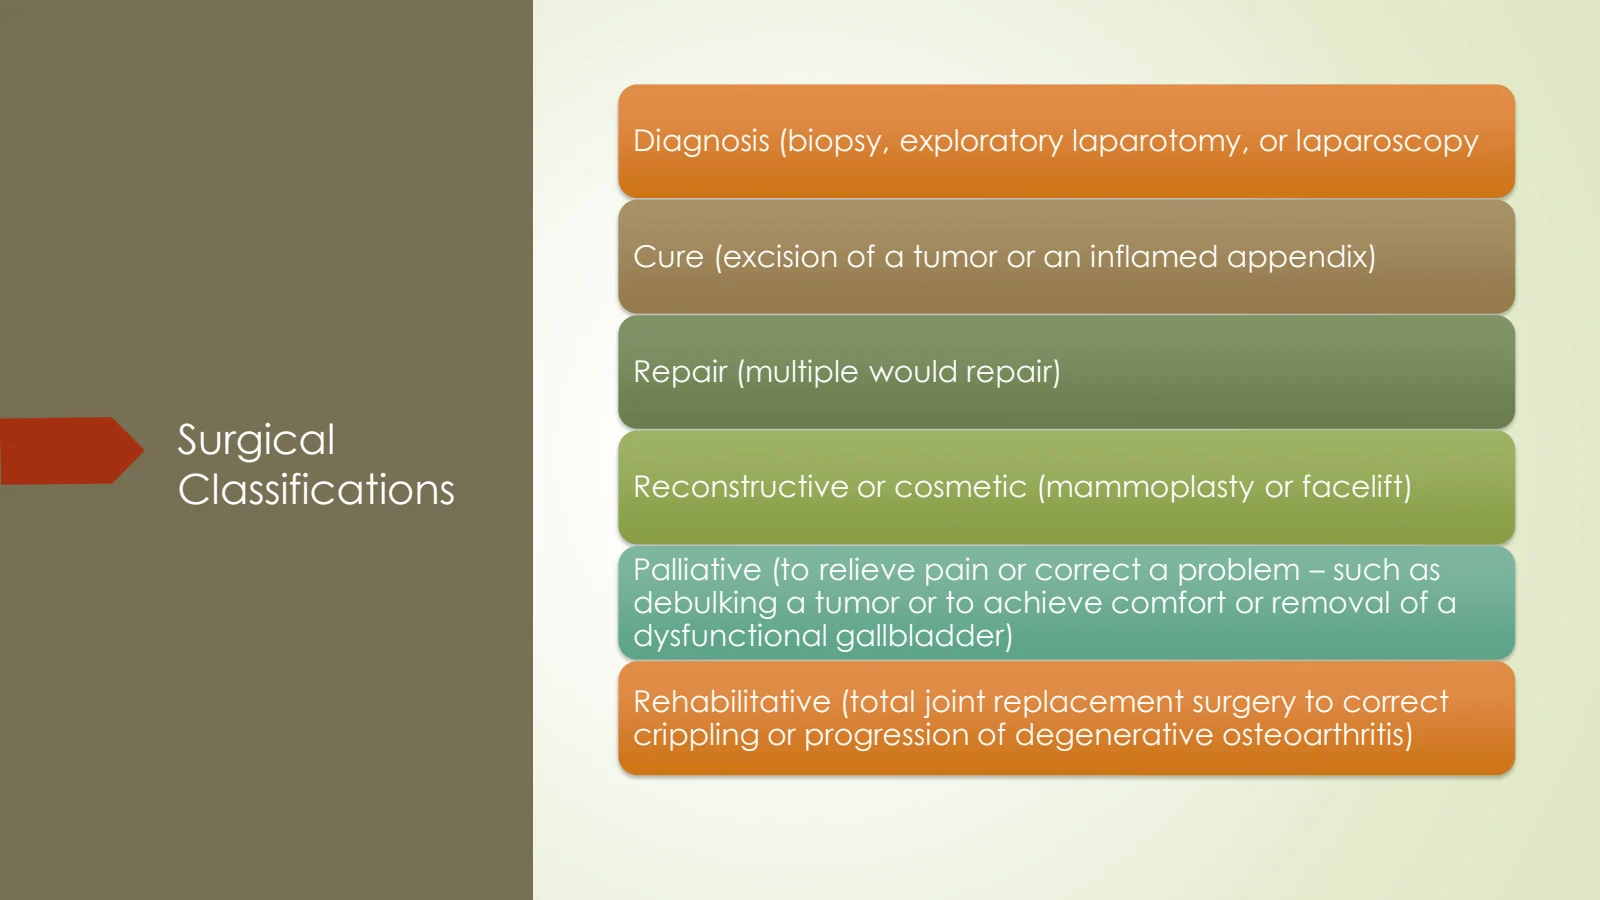 Surgical
Classifications
Diagnosis (biopsy, exploratory laparotomy, or laparoscopy
Cure (excision of a tumor or an inflamed appendix)
Repair (multiple would repair)
Reconstructive or cosmetic (mammoplasty or facelift)
Palliative (to relieve pain or correct a problem – such as
debulking a tumor or to achieve comfort or removal of a
dysfunctional gallbladder)
Rehabilitative (total joint replacement surgery to correct
crippling or progression of degenerative osteoarthritis)